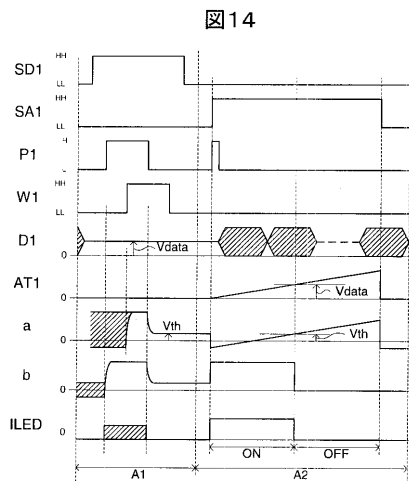 図14
SD1
HH
LL
SA1
HH
LL
P1
H
L
W1
HH
LL
D1
0
Vdata
AT1
0
Vdata
a
0
Vth
Vth
b
0
ILED
0
ON
OFF
A1
A2